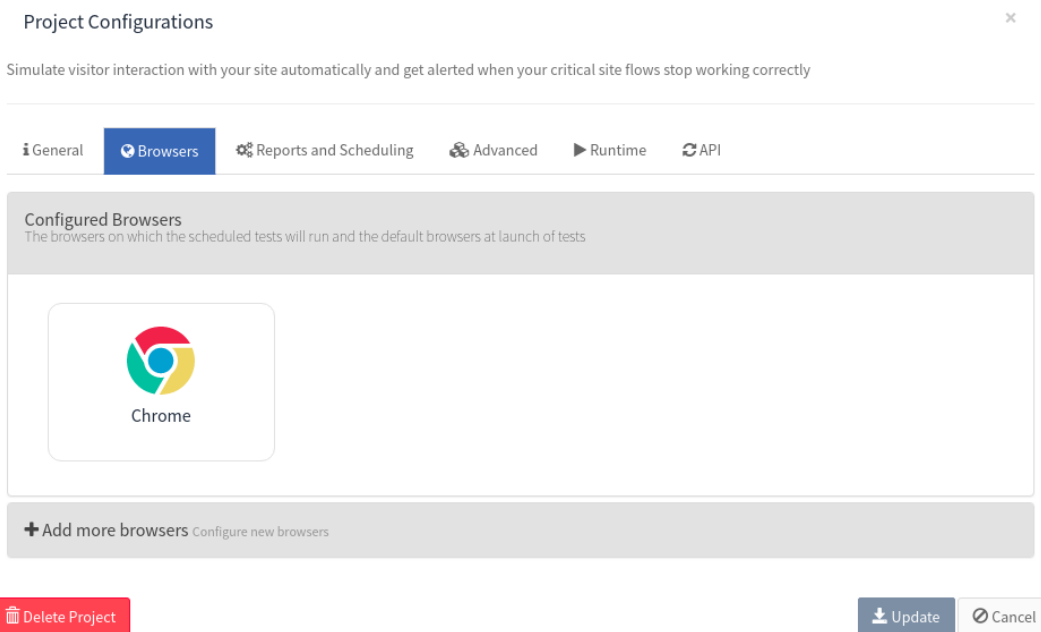 Project Configurations
×
Simulate visitor interaction with your site automatically and get alerted when your critical site flows stop working correctly
General Browsers Reports and Scheduling Advanced Runtime API
Configured Browsers
The browsers on which the scheduled tests will run and the default browsers at launch of tests
Chrome
Add more browsers Configure new browsers
Delete Project Update Cancel